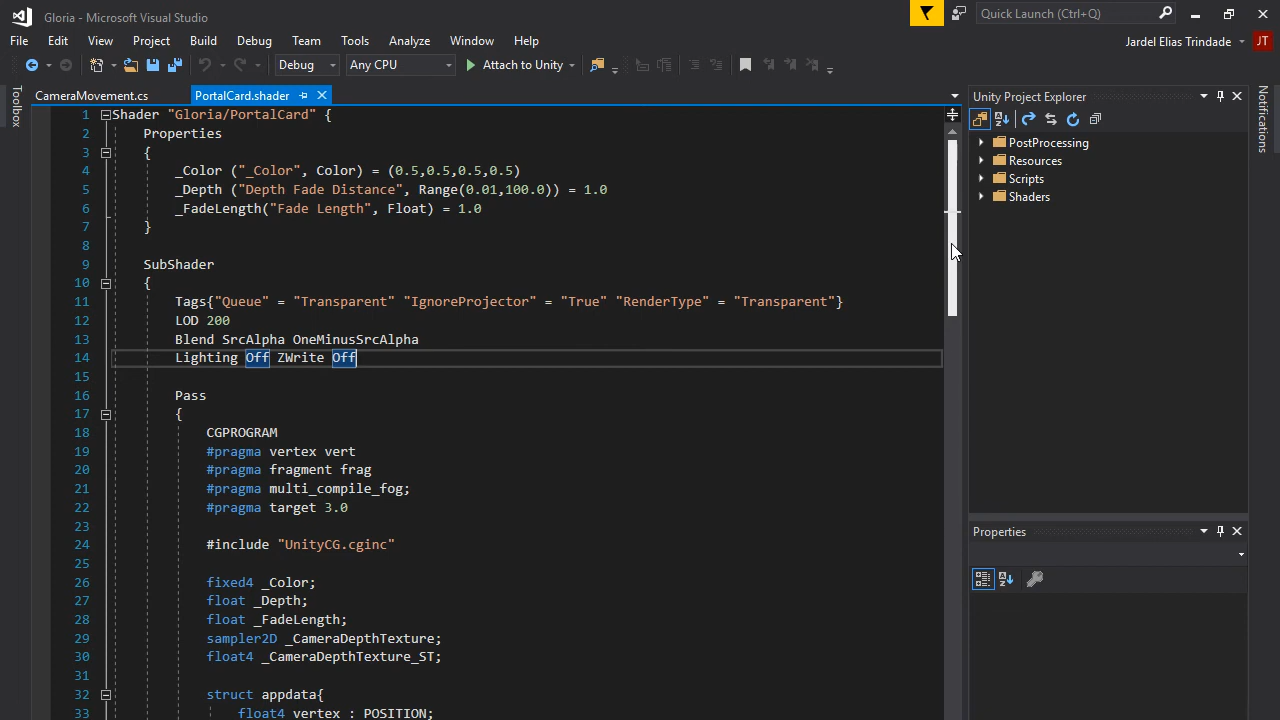 Gloria - Microsoft Visual Studio
Quick Launch (Ctrl+Q)
File Edit View Project Build Debug Team Tools Analyze Window Help
Jardel Elias Trindade JT
Debug Any CPU Attach to Unity
Toolbox
CameraMovement.cs PortalCard.shader
1 Shader "Gloria/PortalCard" {
2 Properties
3 {
4 _Color ("_Color", Color) = (0.5,0.5,0.5,0.5)
5 _Depth ("Depth Fade Distance", Range(0.01,100.0)) = 1.0
6 _FadeLength("Fade Length", Float) = 1.0
7 }
8
9 SubShader
10 {
11 Tags{"Queue" = "Transparent" "IgnoreProjector" = "True" "RenderType" = "Transparent"}
12 LOD 200
13 Blend SrcAlpha OneMinusSrcAlpha
14 Lighting Off ZWrite Off
15
16 Pass
17 {
18 CGPROGRAM
19 #pragma vertex vert
20 #pragma fragment frag
21 #pragma multi_compile_fog;
22 #pragma target 3.0
23
24 #include "UnityCG.cginc"
25
26 fixed4 _Color;
27 float _Depth;
28 float _FadeLength;
29 sampler2D _CameraDepthTexture;
30 float4 _CameraDepthTexture_ST;
31
32 struct appdata{
33 float4 vertex : POSITION;
Unity Project Explorer
PostProcessing
Resources
Scripts
Shaders
Properties
Notifications